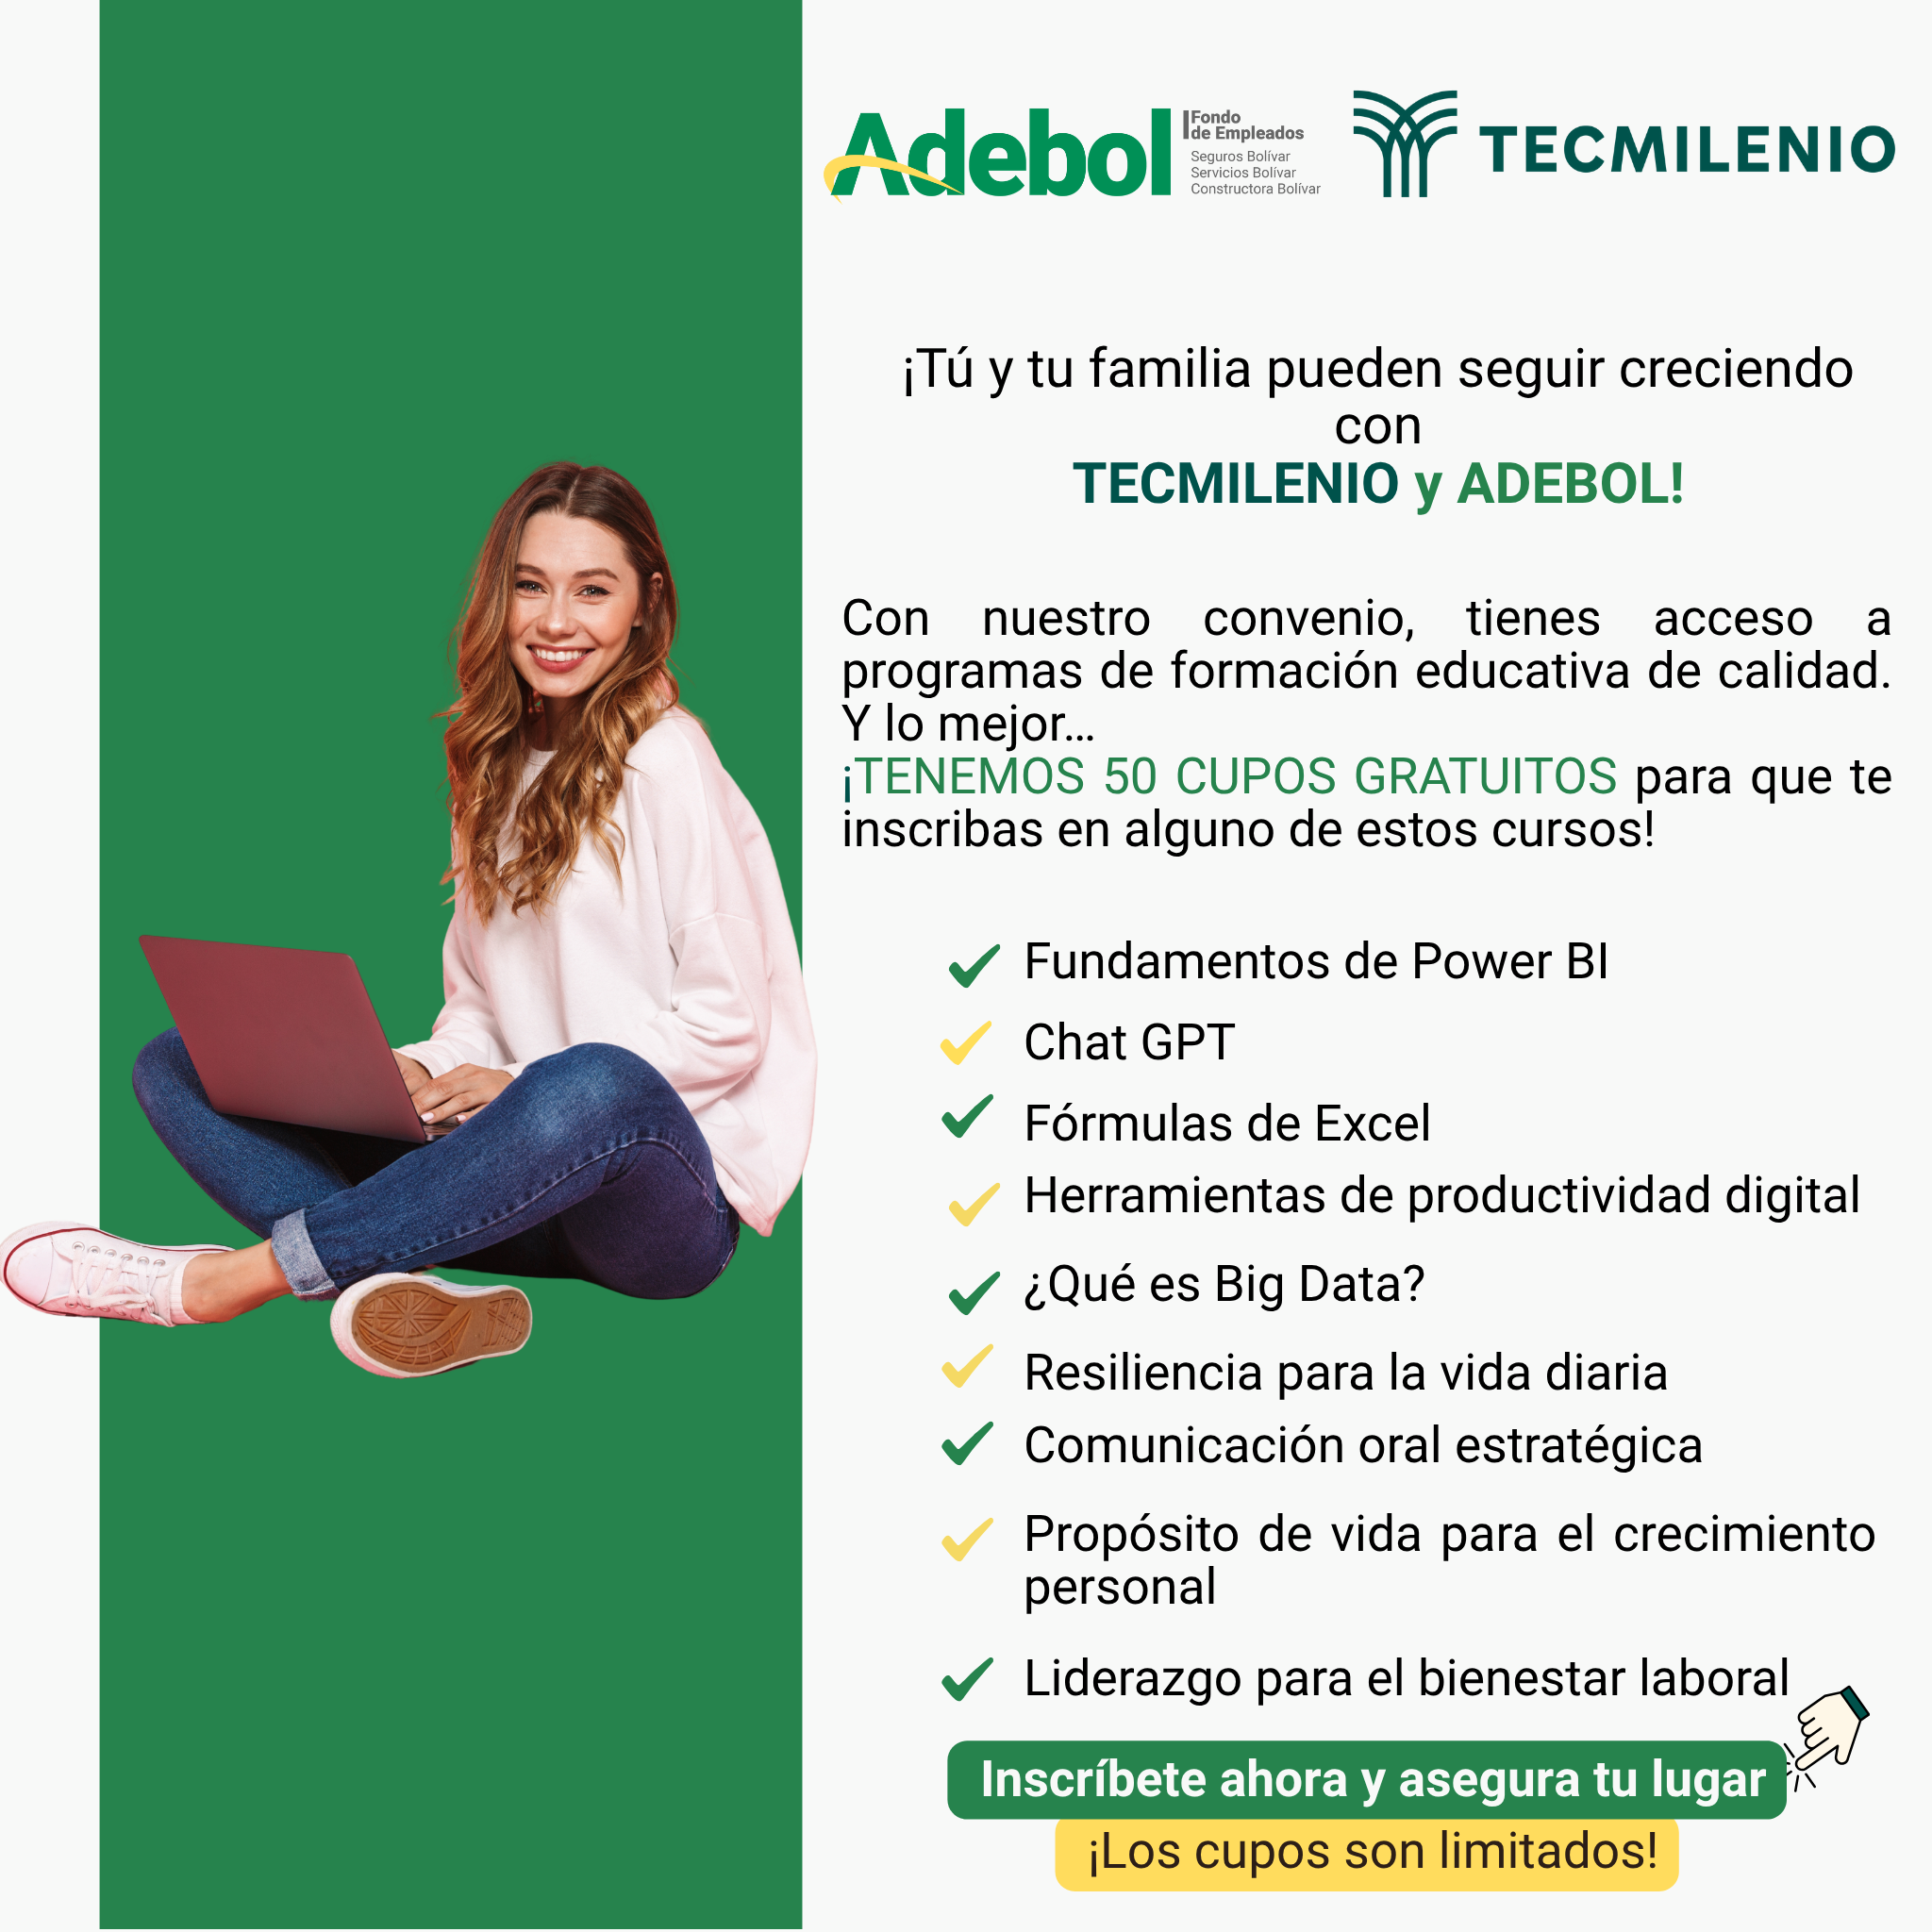 Adebol
Fondo
de Empleados
Seguros Bolívar
Servicios Bolívar
Constructora Bolívar
TECMILENIO
¡Tú y tu familia pueden seguir creciendo
con
TECMILENIO y ADEBOL!
Con nuestro convenio, tienes acceso a
programas de formación educativa de calidad.
Y lo mejor...
¡TENEMOS 50 CUPOS GRATUITOS para que te
inscribas en alguno de estos cursos!
Fundamentos de Power BI
Chat GPT
Fórmulas de Excel
Herramientas de productividad digital
¿Qué es Big Data?
Resiliencia para la vida diaria
Comunicación oral estratégica
Propósito de vida para el crecimiento
personal
Liderazgo para el bienestar laboral
Inscríbete ahora y asegura tu lugar
¡Los cupos son limitados!